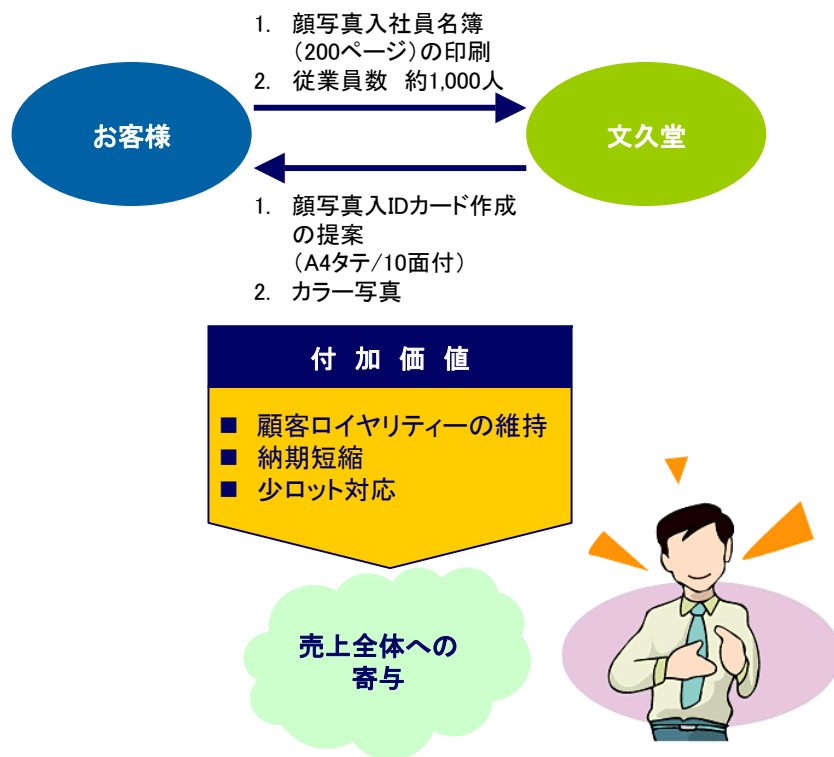 1. 顔写真入社員名簿
（200ページ）の印刷
2. 従業員数 約1,000人
お客様
文久堂
1. 顔写真入IDカード作成
の提案
（A4タテ/10面付）
2. カラー写真
付 加 価 値
■ 顧客ロイヤリティーの維持
■ 納期短縮
■ 少ロット対応
売上全体への
寄与